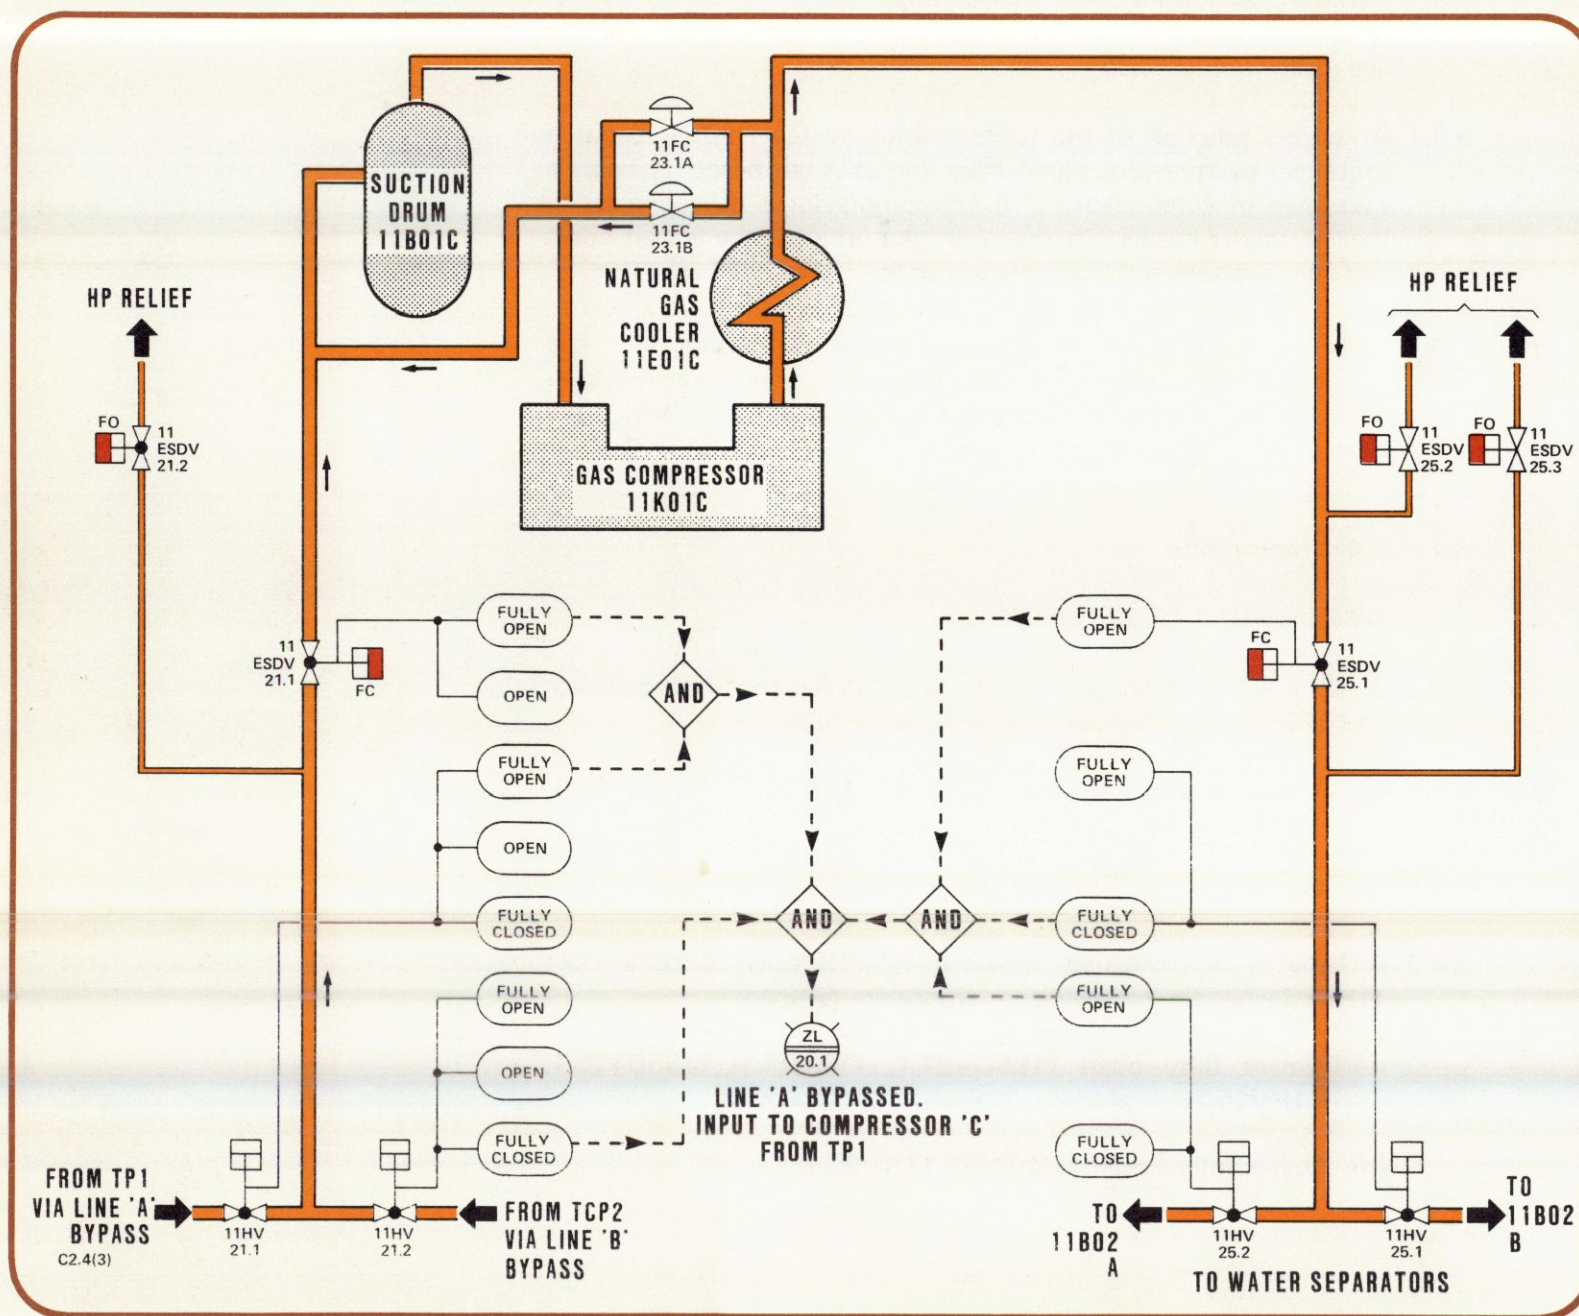 SUCTION
DRUM
11B01C
11FC
23.1A
11FC
23.1B
NATURAL
GAS
COOLER
11E01C
HP RELIEF
HP RELIEF
FO
11
ESDV
21.2
FO
11
ESDV
25.2
FO
11
ESDV
25.3
GAS COMPRESSOR
11K01C
11
ESDV
21.1
FC
FULLY
OPEN
OPEN
FULLY
OPEN
OPEN
FULLY
CLOSED
FULLY
OPEN
OPEN
FULLY
CLOSED
AND
AND
AND
FULLY
OPEN
FC
11
ESDV
25.1
FULLY
OPEN
FULLY
CLOSED
FULLY
OPEN
FULLY
CLOSED
ZL
20.1
LINE 'A' BYPASSED.
INPUT TO COMPRESSOR 'C'
FROM TP1
FROM TP1
VIA LINE 'A'
BYPASS
C2.4(3)
11HV
21.1
11HV
21.2
FROM TCP2
VIA LINE 'B'
BYPASS
TO
11B02
A
11HV
25.2
11HV
25.1
TO
11B02
B
TO WATER SEPARATORS